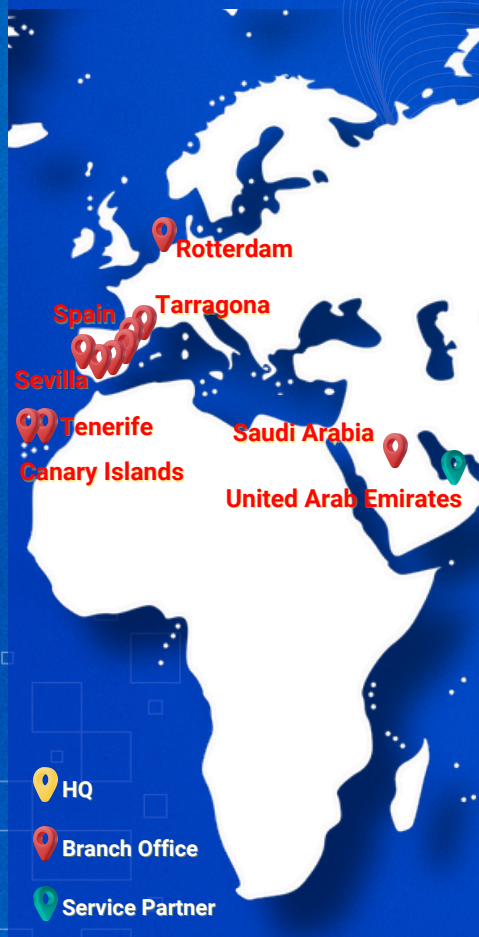 Rotterdam
Tarragona
Spain
Sevilla
Tenerife
Saudi Arabia
Canary Islands
United Arab Emirates
HQ
Branch Office
Service Partner